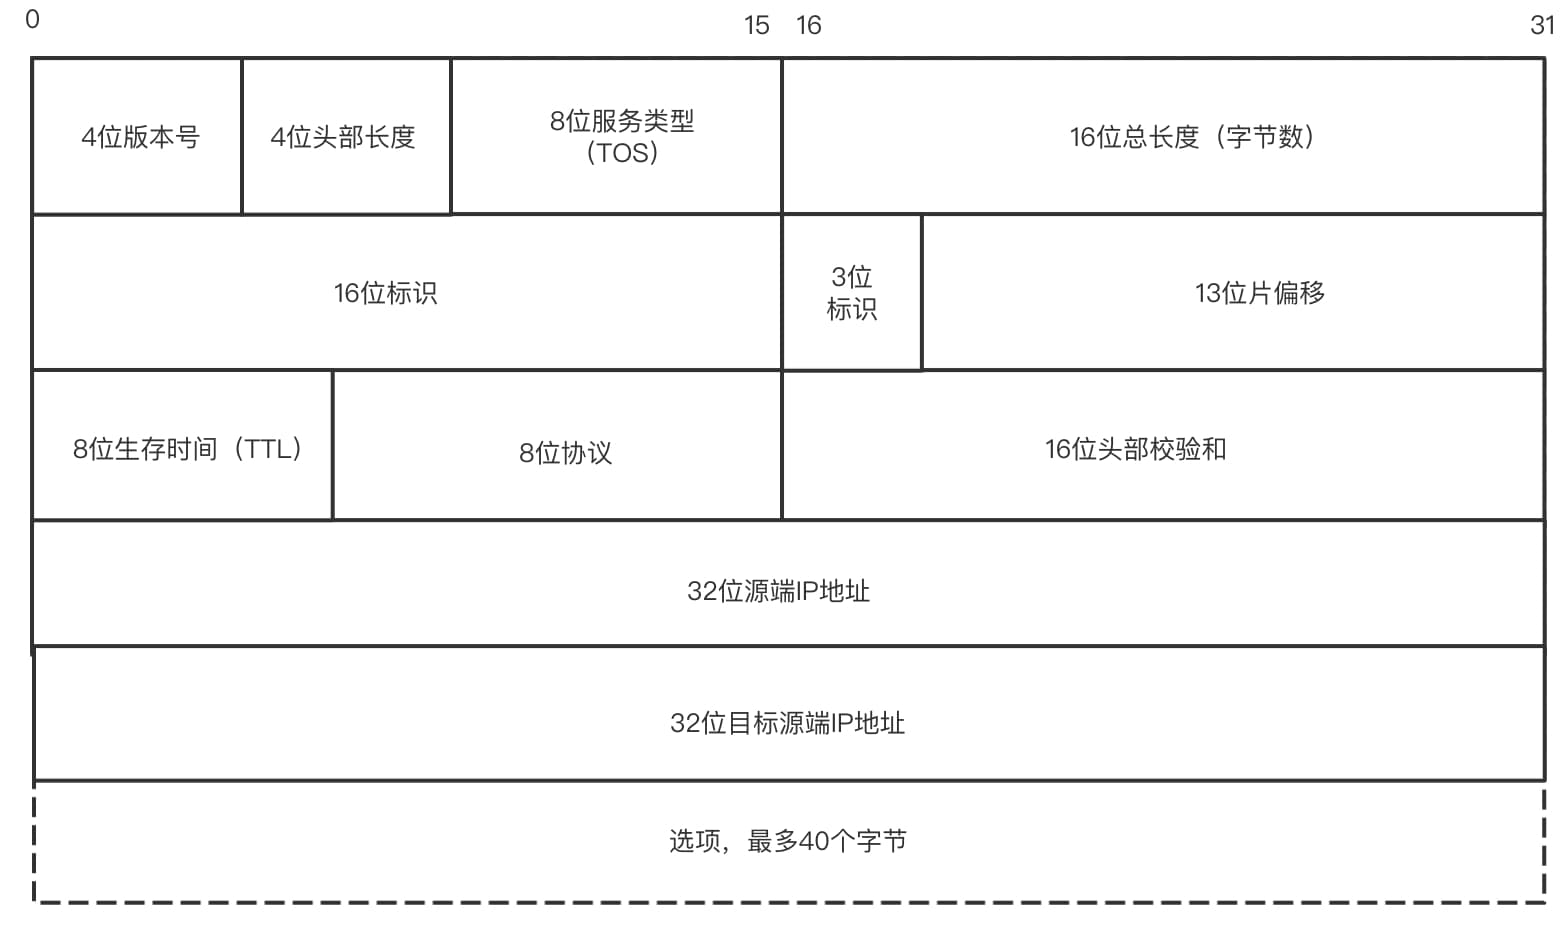 0
15
16
31
4位版本号
4位头部长度
8位服务类型
（TOS）
16位总长度（字节数）
16位标识
3位
标识
13位片偏移
8位生存时间（TTL）
8位协议
16位头部校验和
32位源端IP地址
32位目标源端IP地址
选项，最多40个字节